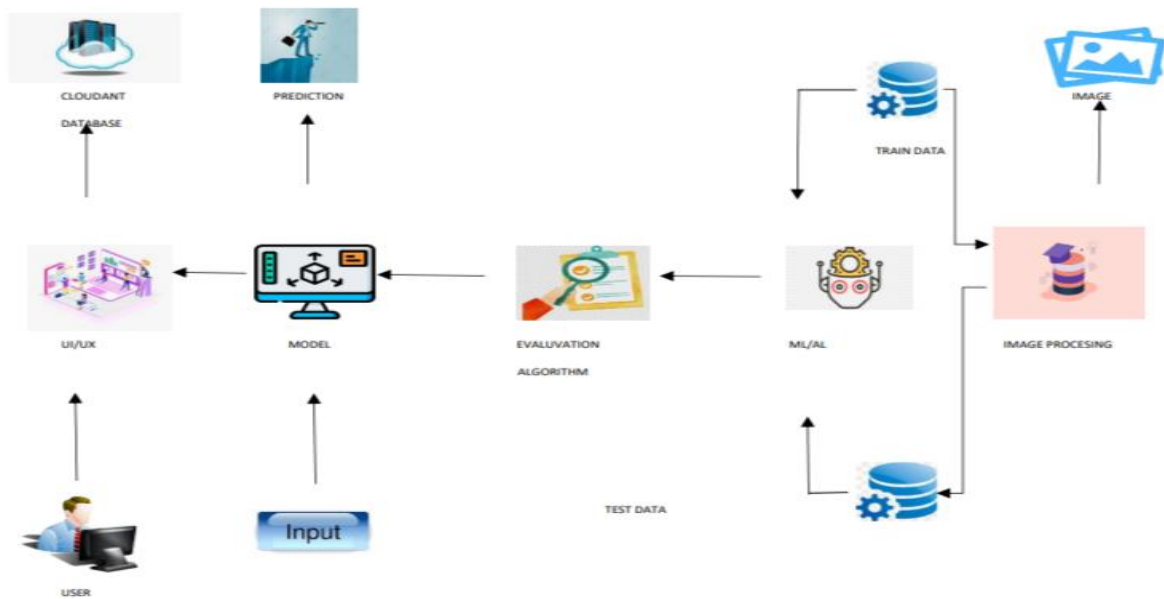 CLOUDANT
DATABASE
PREDICTION
TRAIN DATA
IMAGE
UI/UX
MODEL
EVALUVATION
ALGORITHM
ML/AL
IMAGE PROCESING
Input
TEST DATA
USER